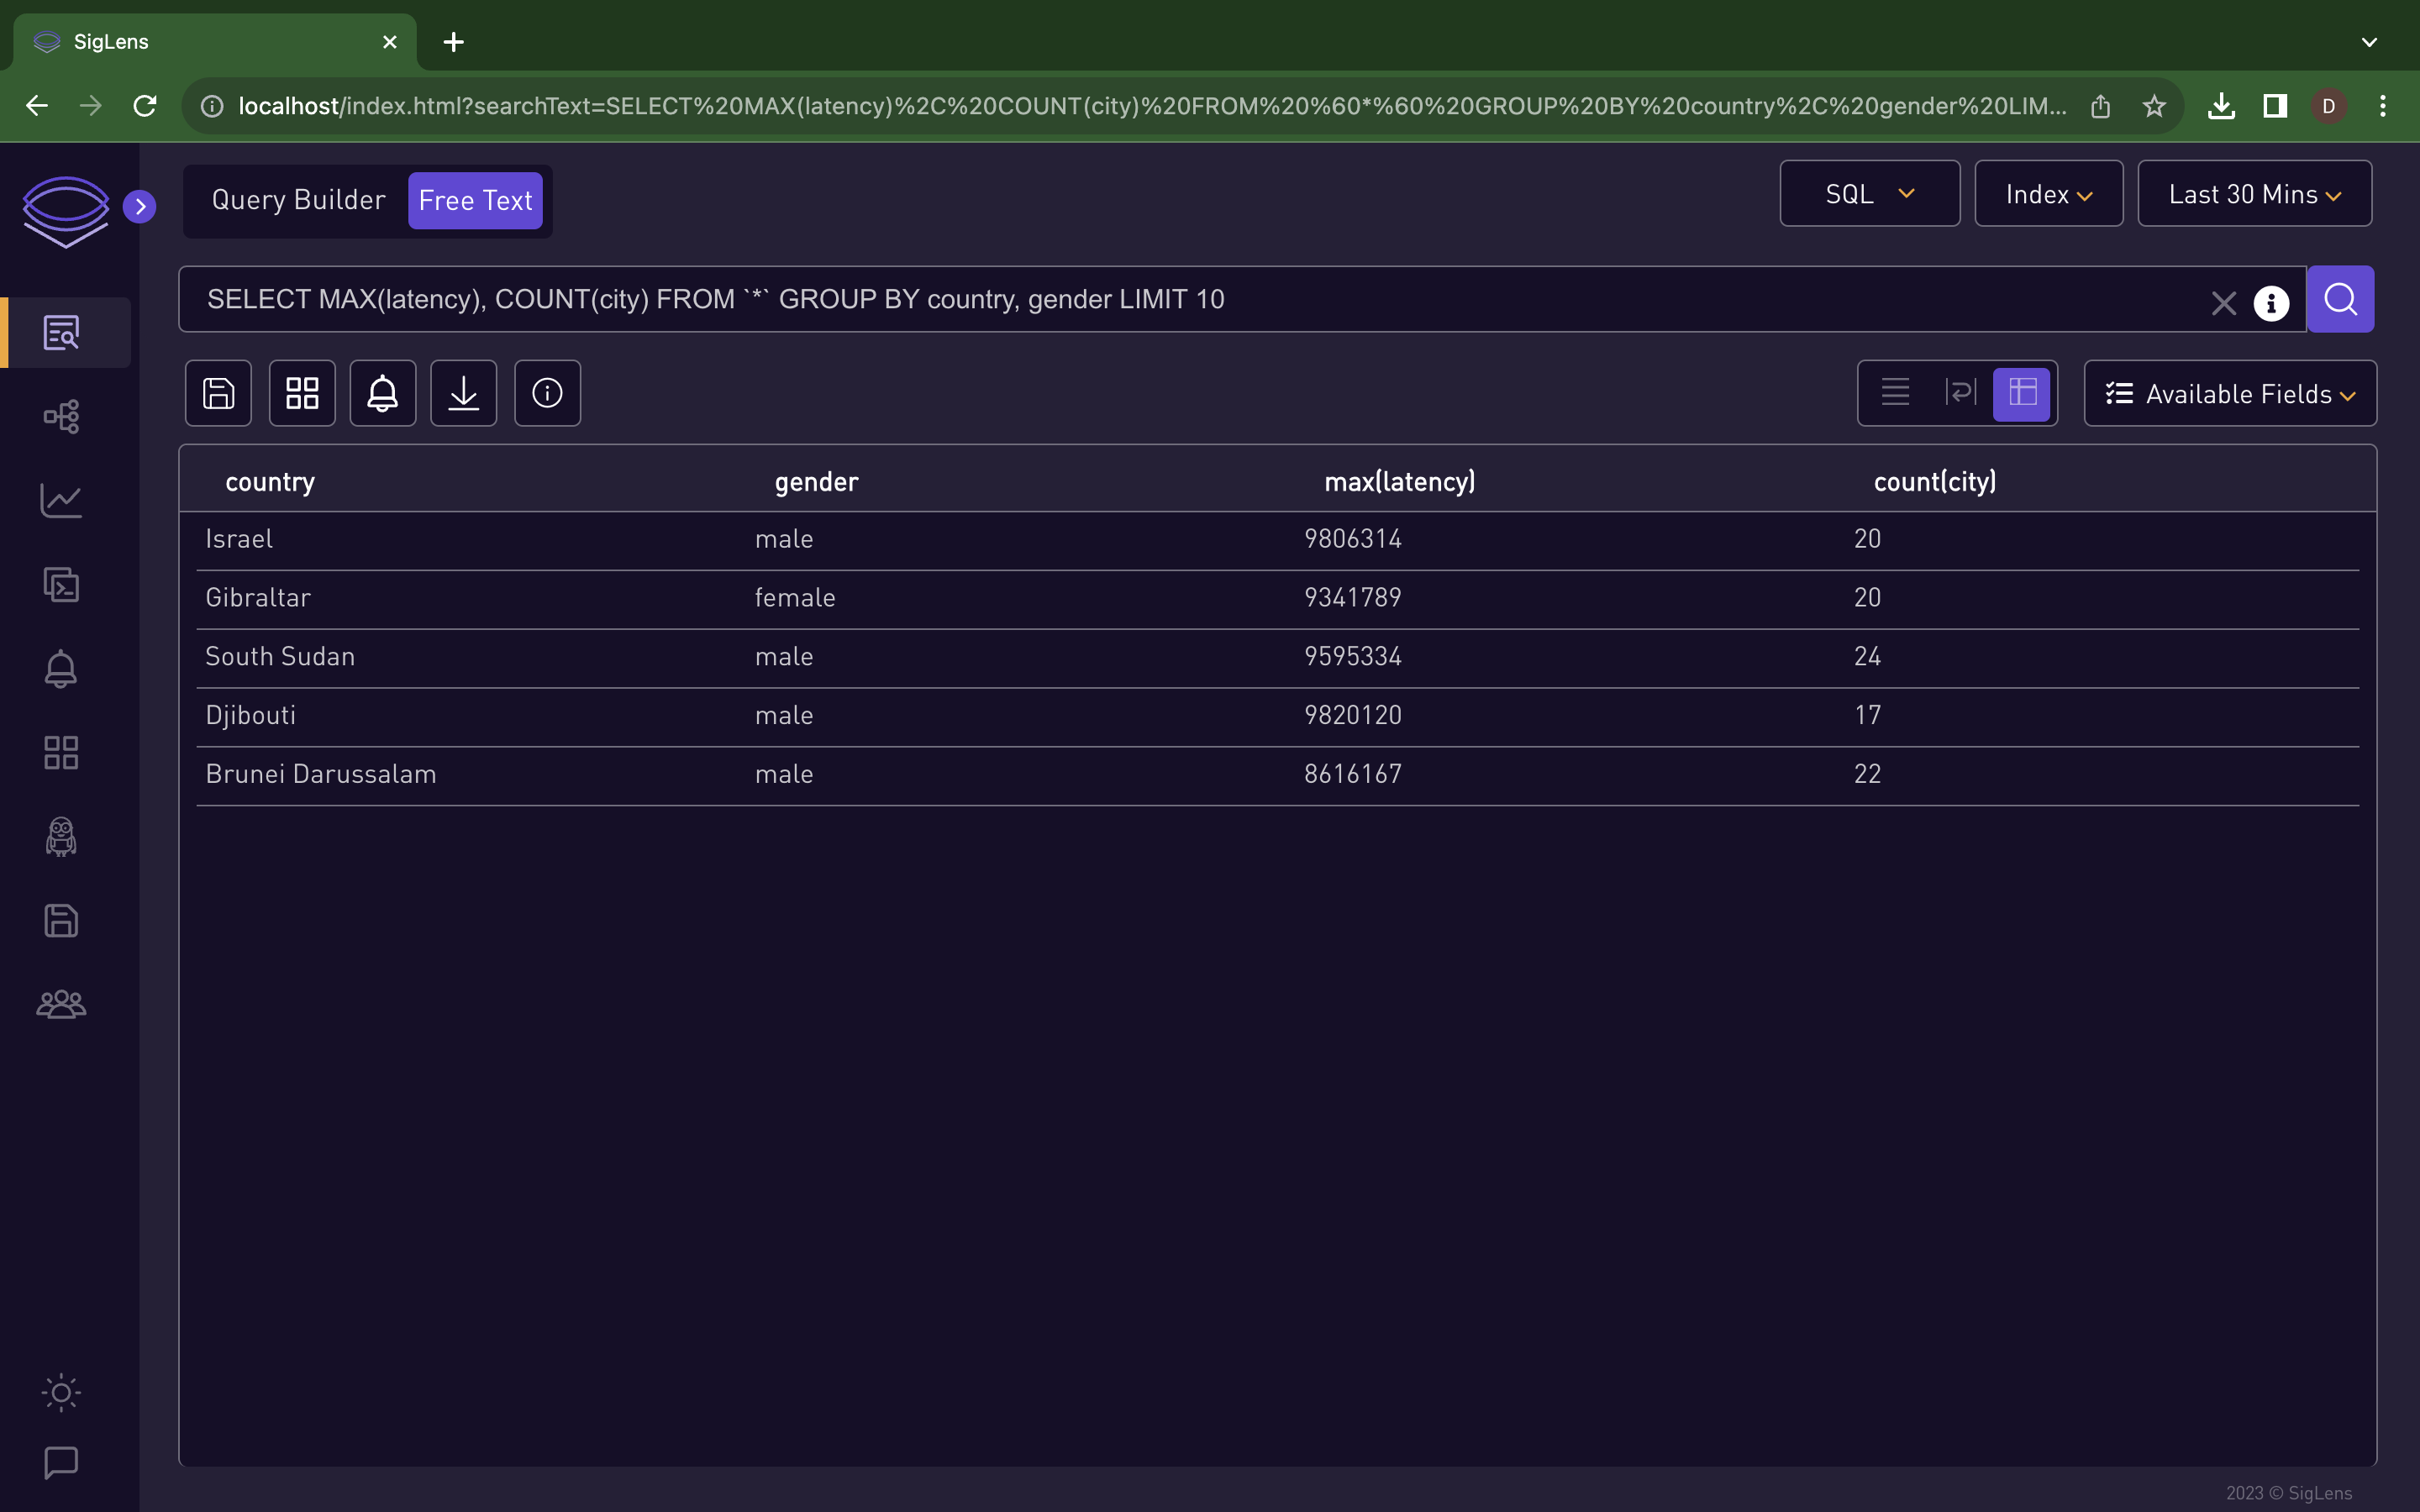 SigLens
localhost/index.html?searchText=SELECT%20MAX(latency)%2C%20COUNT(city)%20FROM%20%60*%60%20GROUP%20BY%20country%2C%20gender%20LIM...
D
Query Builder Free Text
SQL Index Last 30 Mins
SELECT MAX(latency), COUNT(city) FROM `*` GROUP BY country, gender LIMIT 10
Available Fields
country gender max(latency) count(city)
Israel male 9806314 20
Gibraltar female 9341789 20
South Sudan male 9595334 24
Djibouti male 9820120 17
Brunei Darussalam male 8616167 22
2023 © SigLens